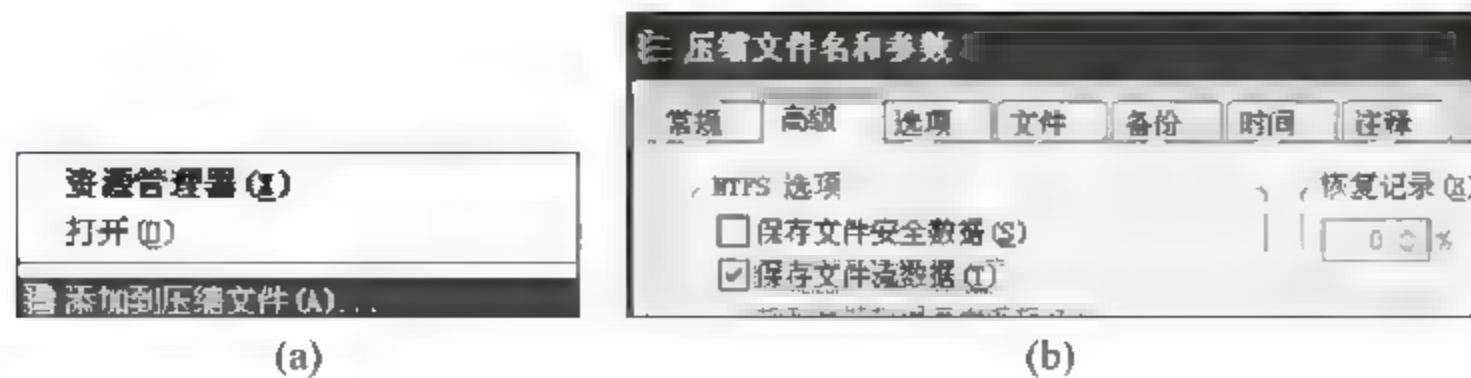 资源管理器(X)
打开(O)
添加到压缩文件(A)...
(a)
压缩文件名和参数
常规 高级 选项 文件 备份 时间 注释
NTFS 选项
恢复记录(R)
保存文件安全数据(S)
0 %
保存文件流数据(T)
(b)